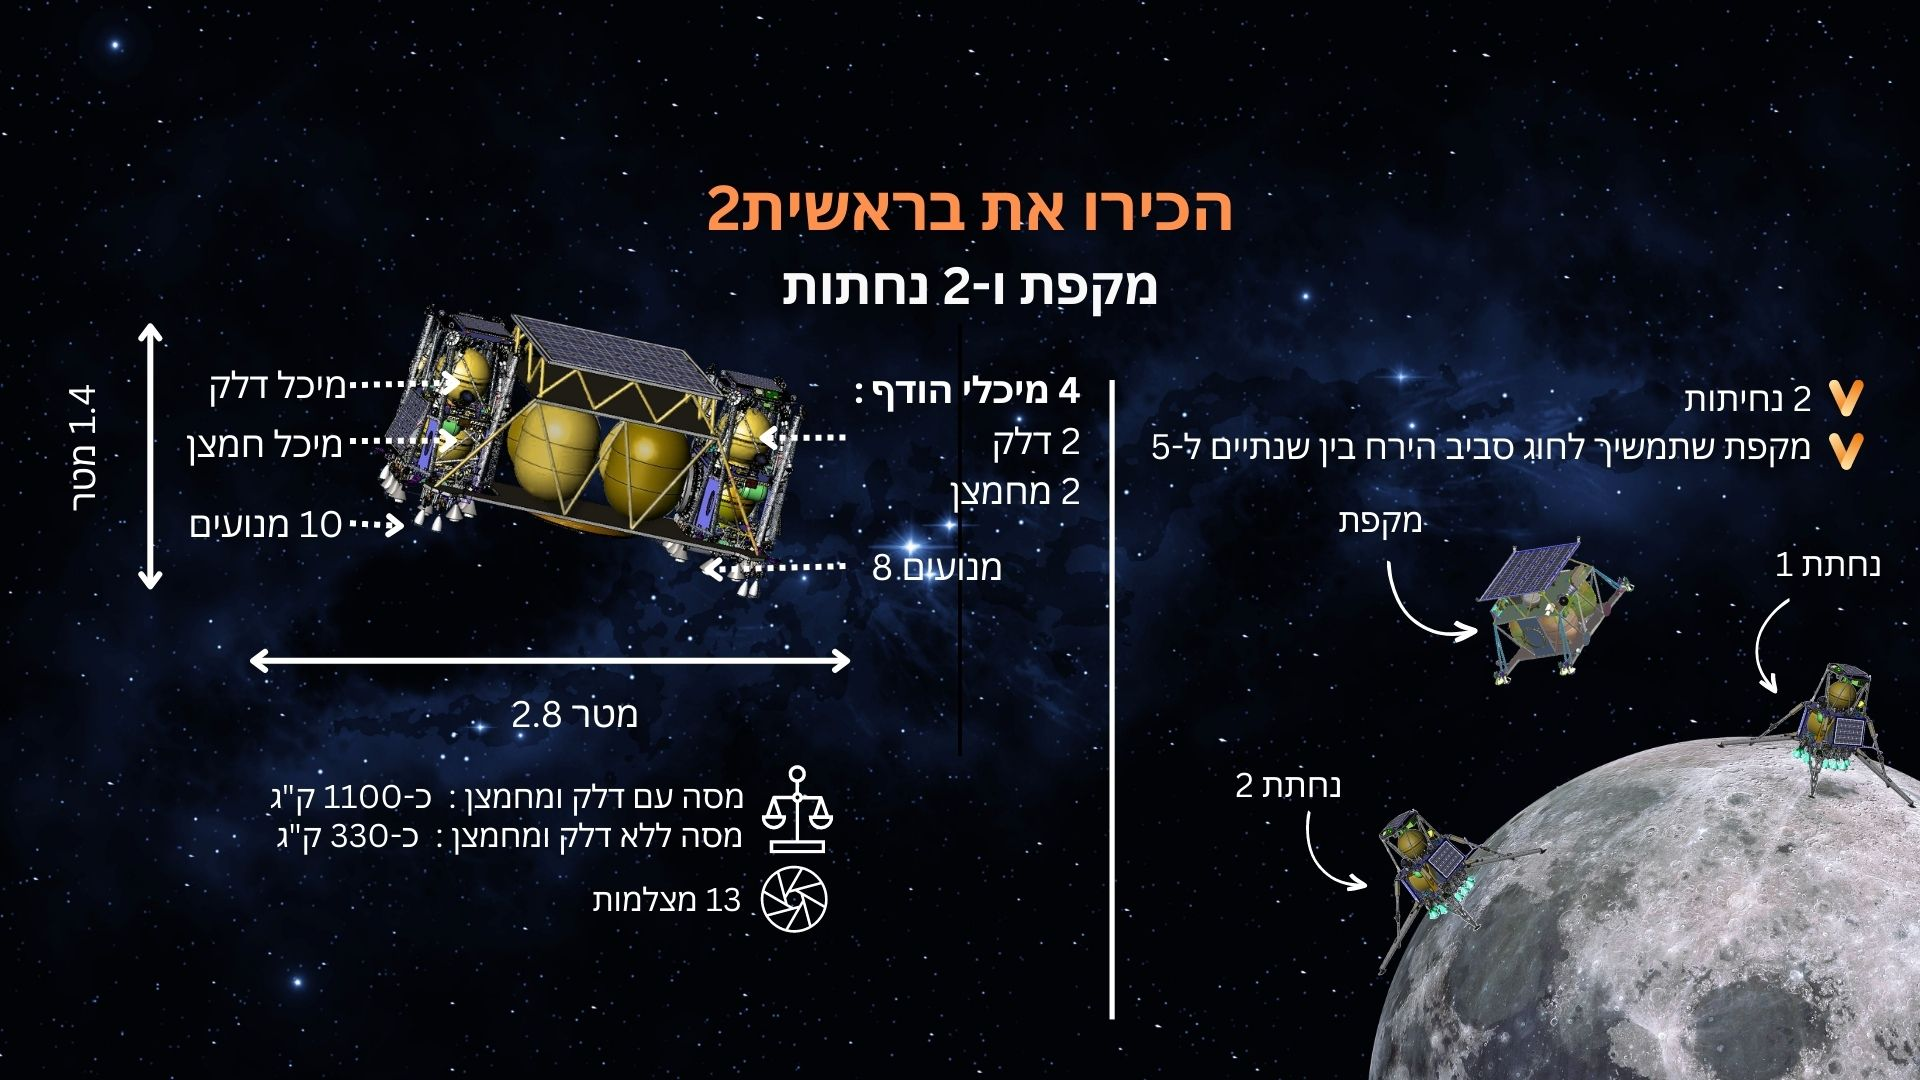 הכירו את בראשית2
מקפת ו-2 נחתות
2 נחיתות
מקפת שתמשיך לחוג סביב הירח בין שנתיים ל-5
מקפת
נחתת 1
נחתת 2
4 מיכלי הודף :
2 דלק
2 מחמצן
מנועים 8
מיכל דלק
מיכל חמצן
10 מנועים
1.4 מטר
מטר 2.8
מסה עם דלק ומחמצן : כ-1100 ק"ג
מסה ללא דלק ומחמצן : כ-330 ק"ג
13 מצלמות